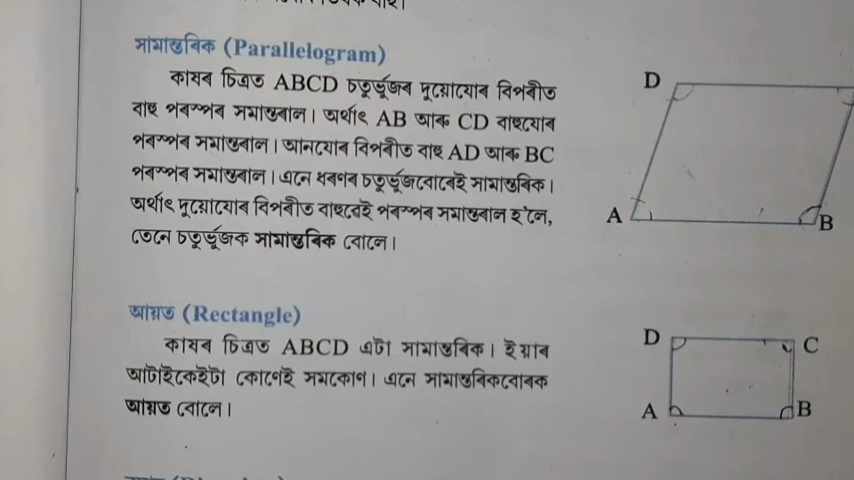 সামান্তৰিক (Parallelogram)
কাষৰ চিত্ৰত ABCD চতুৰ্ভূজৰ দুয়োযোৰ বিপৰীত
বাহু পৰস্পৰ সমান্তৰাল। অৰ্থাৎ AB আৰু CD বাহুযোৰ
পৰস্পৰ সমান্তৰাল। আনযোৰ বিপৰীত বাহু AD আৰু BC
পৰস্পৰ সমান্তৰাল। এনে ধৰণৰ চতুৰ্ভূজবোৰেই সামান্তৰিক।
অৰ্থাৎ দুয়োযোৰ বিপৰীত বাহুৱেই পৰস্পৰ সমান্তৰাল হ'লে,
তেনে চতুৰ্ভূজক সামান্তৰিক বোলে।
D
A
B
আয়ত (Rectangle)
কাষৰ চিত্ৰত ABCD এটা সামান্তৰিক। ইয়াৰ
আটাইকেইটা কোণেই সমকোণ। এনে সামান্তৰিকবোৰক
আয়ত বোলে।
D
C
A
B